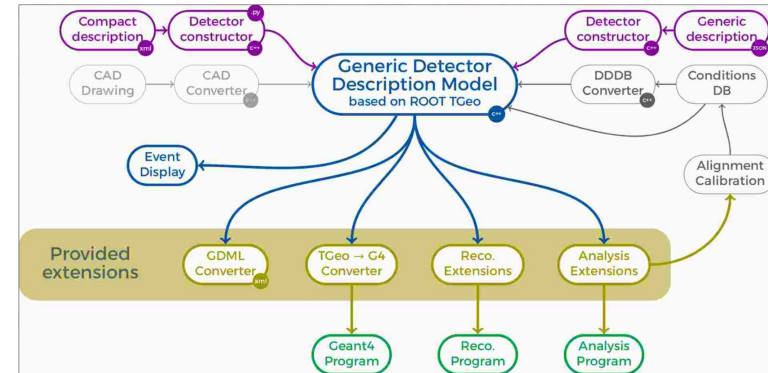 Compact
description
xml
Detector
constructor
.py
C++
Detector
constructor
C++
Generic
description
JSON
CAD
Drawing
CAD
Converter
C++
Generic Detector
Description Model
based on ROOT TGeo
C++
DDDB
Converter
C++
Conditions
DB
Event
Display
Alignment
Calibration
Provided
extensions
GDML
Converter
xml
TGeo → G4
Converter
Reco.
Extensions
Analysis
Extensions
Geant4
Program
Reco.
Program
Analysis
Program